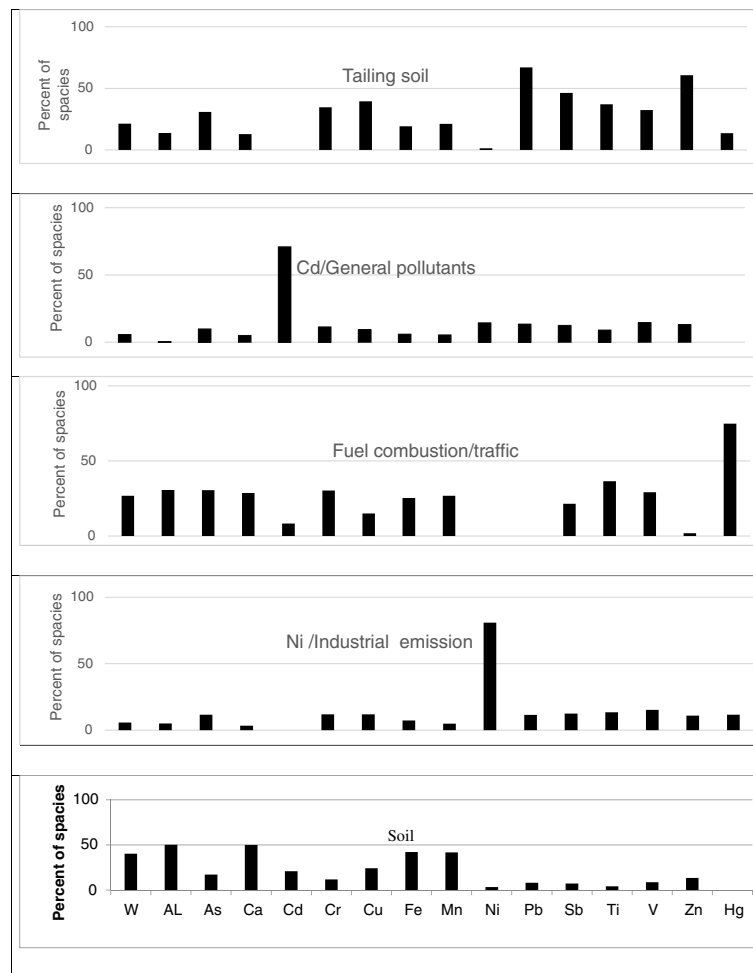 100
50
0
Percent of
spacies
Tailing soil
100
50
0
Percent of spacies
Cd/General pollutants
100
50
0
Percent of spacies
Fuel combustion/traffic
100
50
0
Percent of spacies
Ni /Industrial emission
100
50
0
Percent of spacies
Soil
W AL As Ca Cd Cr Cu Fe Mn Ni Pb Sb Ti V Zn Hg